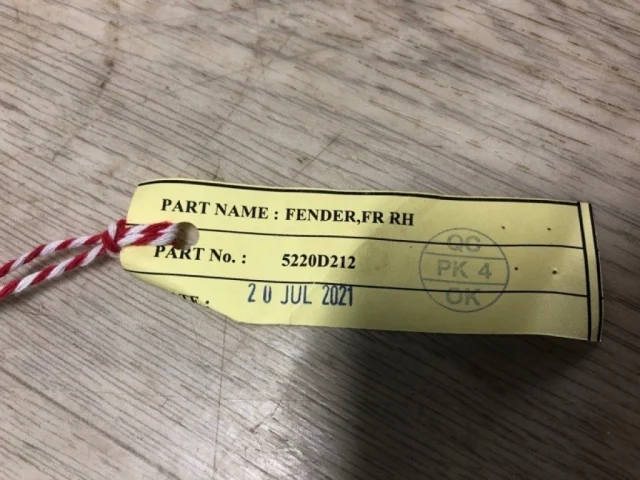 PART NAME : FENDER,FR RH
PART No. : 5220D212
20 JUL 2021
QC
PK 4
OK